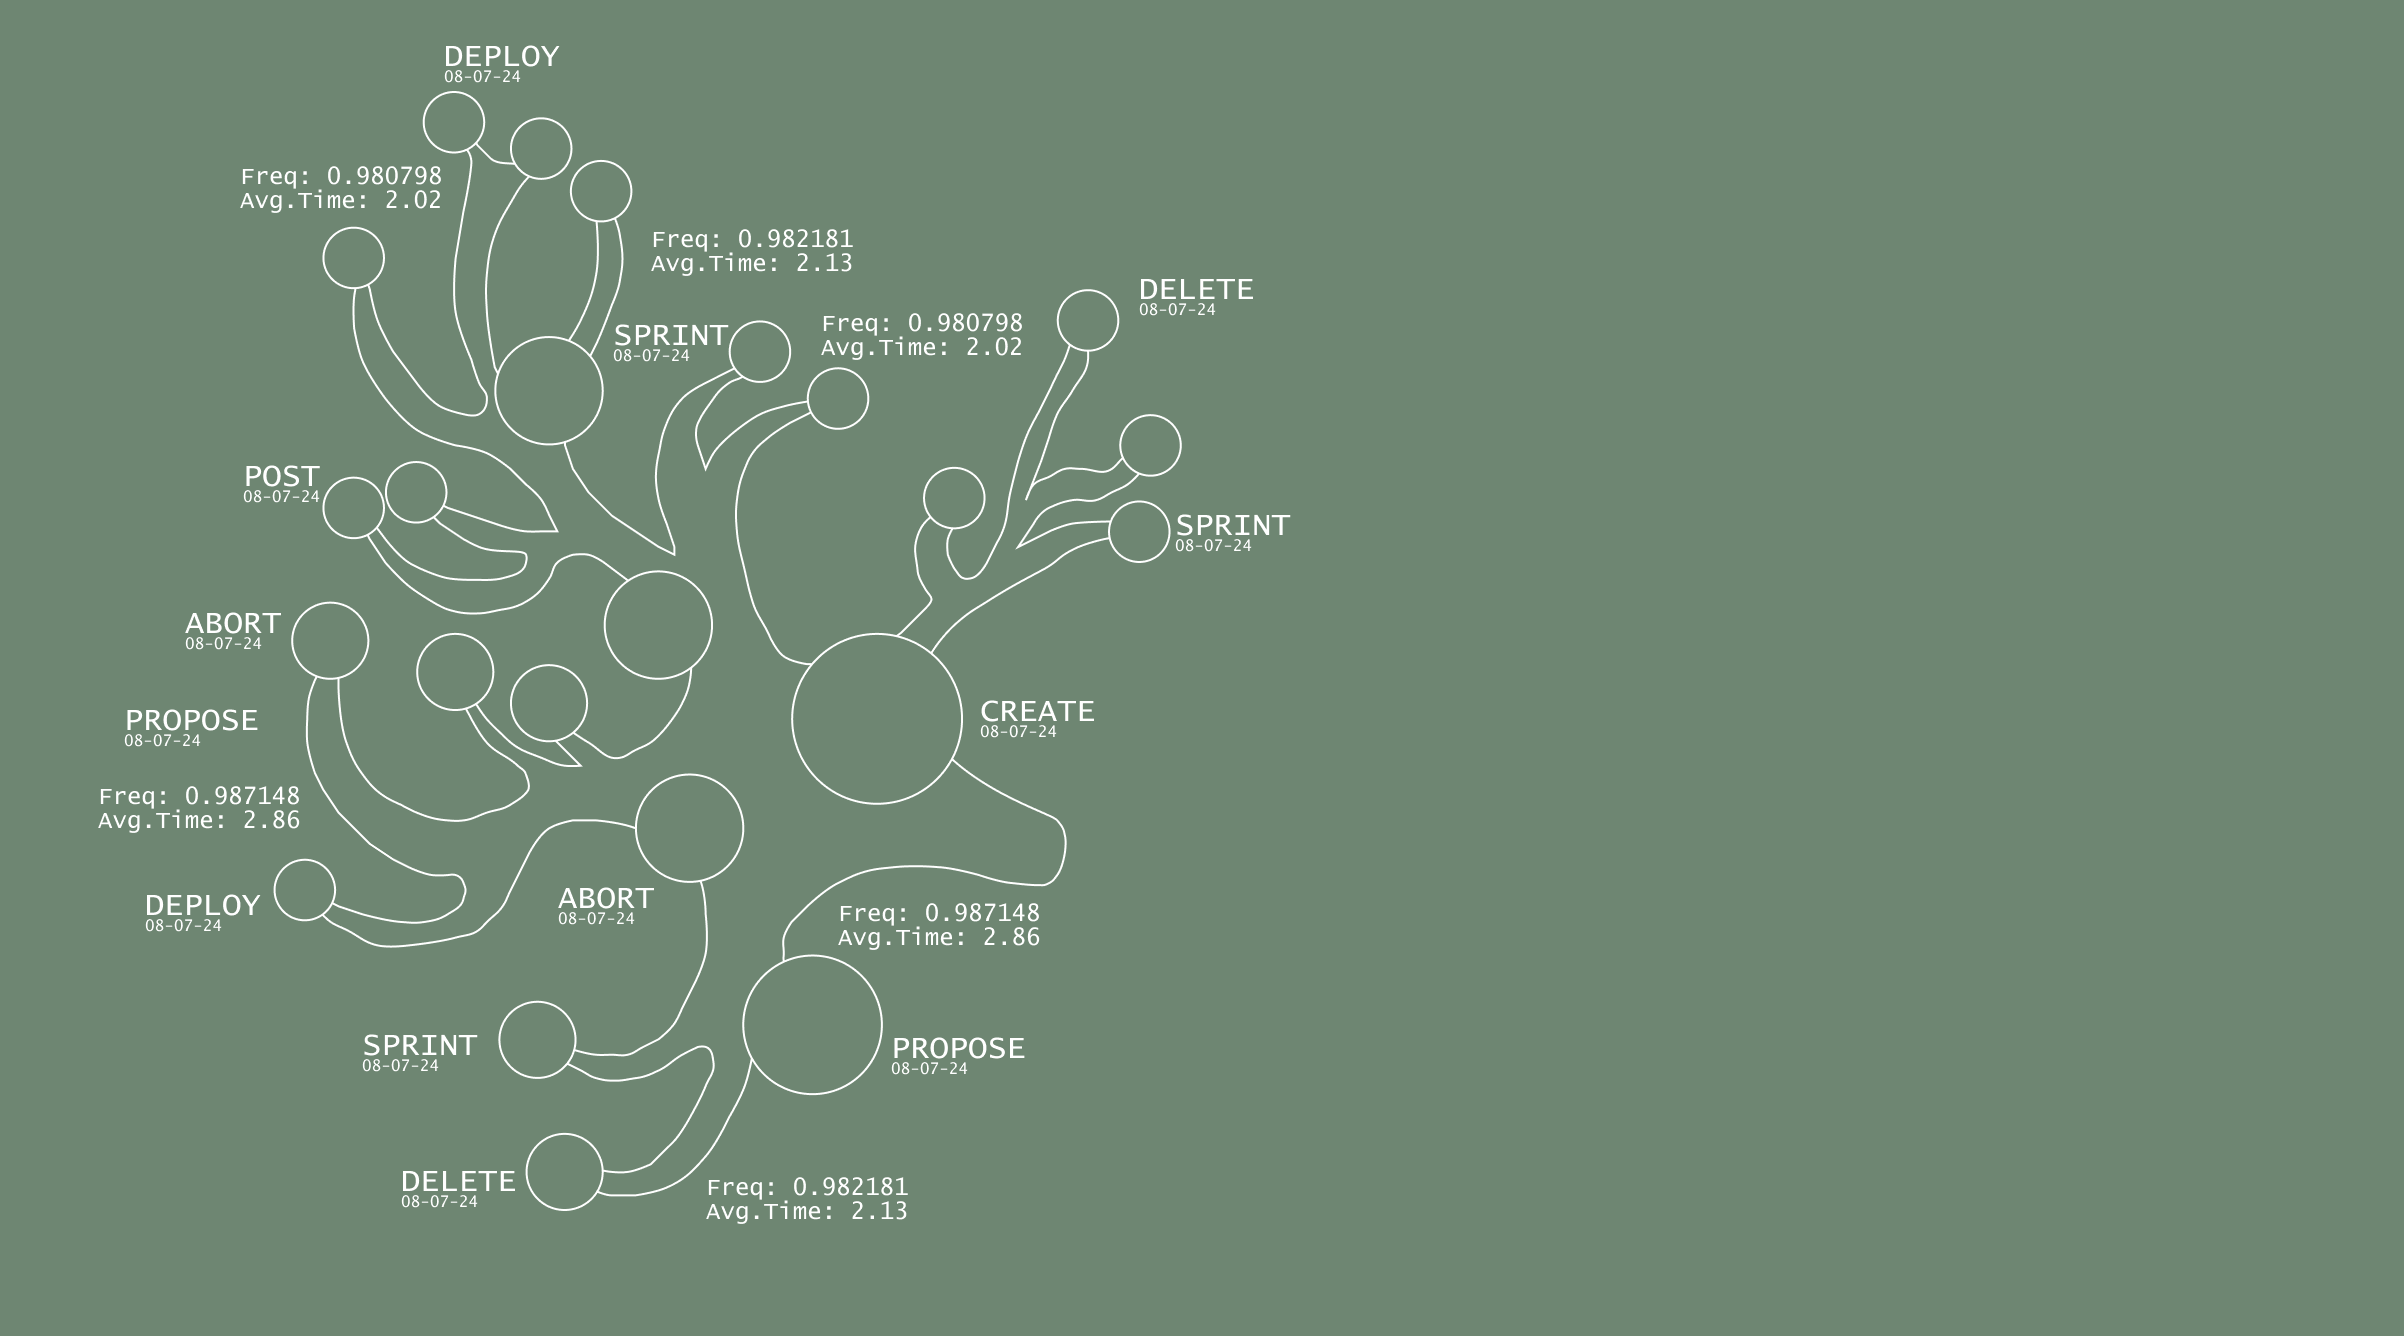 DEPLOY
08-07-24
Freq: 0.980798
Avg.Time: 2.02
Freq: 0.982181
Avg.Time: 2.13
DELETE
08-07-24
SPRINT
08-07-24
Freq: 0.980798
Avg.Time: 2.02
POST
08-07-24
SPRINT
08-07-24
ABORT
08-07-24
PROPOSE
08-07-24
CREATE
08-07-24
Freq: 0.987148
Avg.Time: 2.86
DEPLOY
08-07-24
ABORT
08-07-24
Freq: 0.987148
Avg.Time: 2.86
SPRINT
08-07-24
PROPOSE
08-07-24
DELETE
08-07-24
Freq: 0.982181
Avg.Time: 2.13